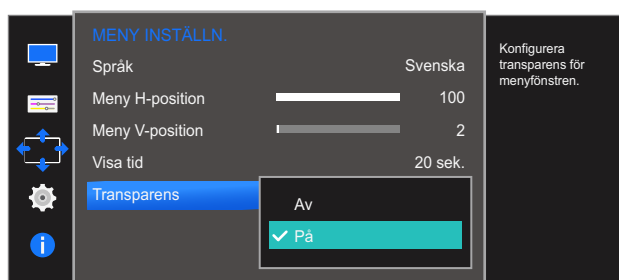 MENY INSTÄLLN.
Språk Svenska
Meny H-position 100
Meny V-position 2
Visa tid 20 sek.
Transparens
Av
På
Konfigurera
transparens för
menyfönstren.